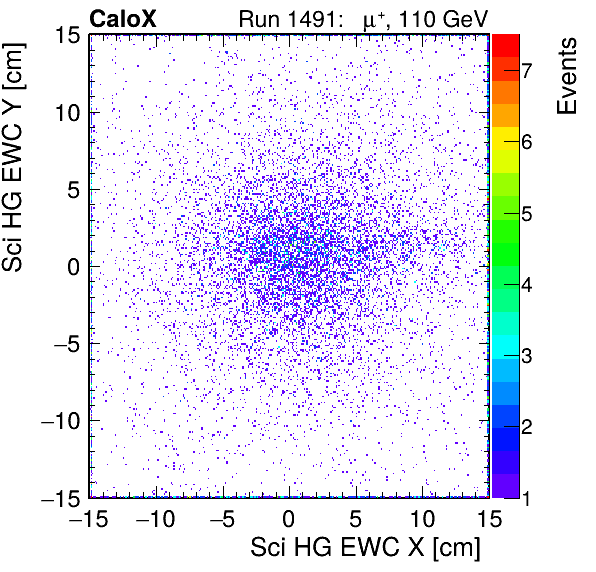 CaloX Run 1491: μ⁺, 110 GeV
Sci HG EWC Y [cm]
15
10
5
0
−5
−10
−15
−15 −10 −5 0 5 10 15
Sci HG EWC X [cm]
Events
7
6
5
4
3
2
1